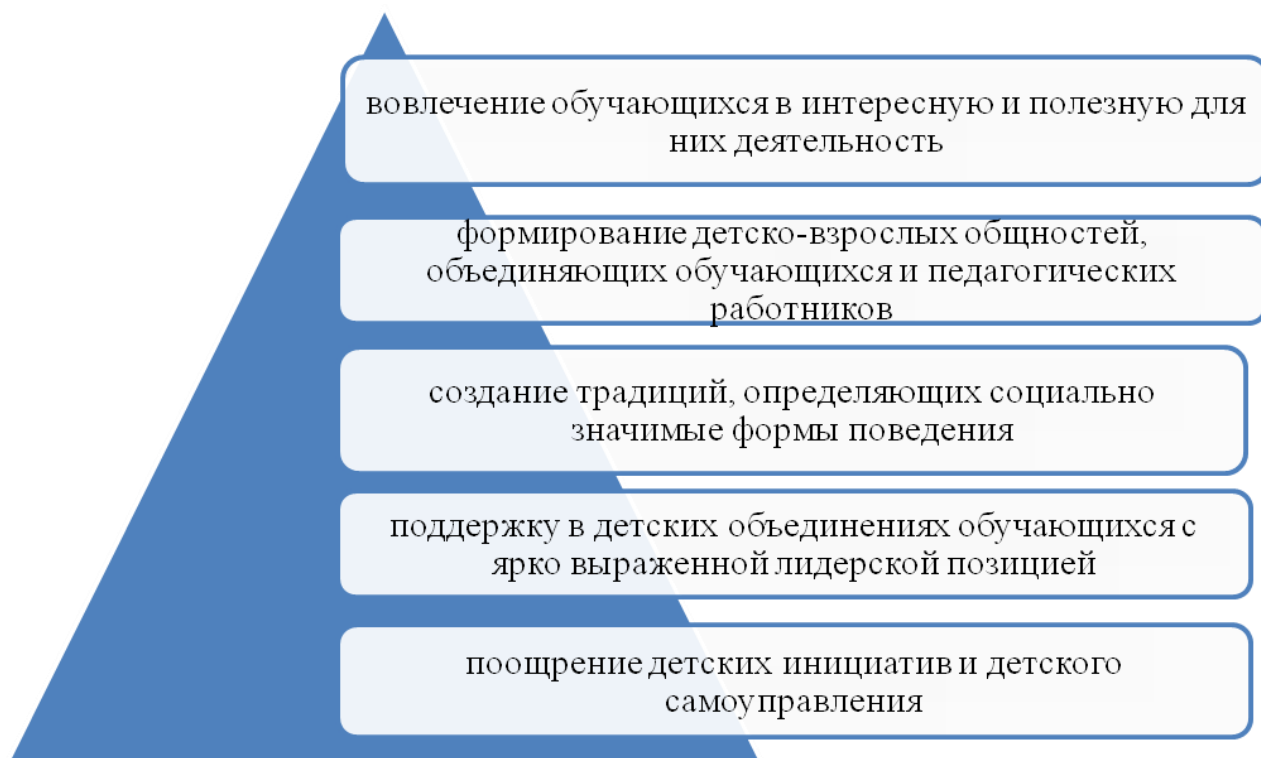 вовлечение обучающихся в интересную и полезную для
них деятельность
формирование детско-взрослых общностей,
объединяющих обучающихся и педагогических
работников
создание традиций, определяющих социально
значимые формы поведения
поддержку в детских объединениях обучающихся с
ярко выраженной лидерской позицией
поощрение детских инициатив и детского
самоуправления